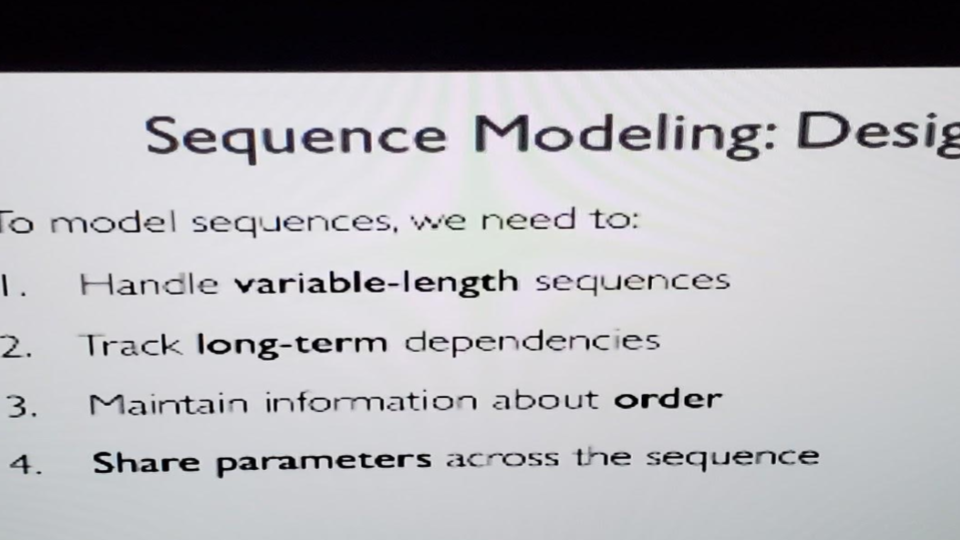 Sequence Modeling: Desig
To model sequences, we need to:
1. Handle variable-length sequences
2. Track long-term dependencies
3. Maintain information about order
4. Share parameters across the sequence